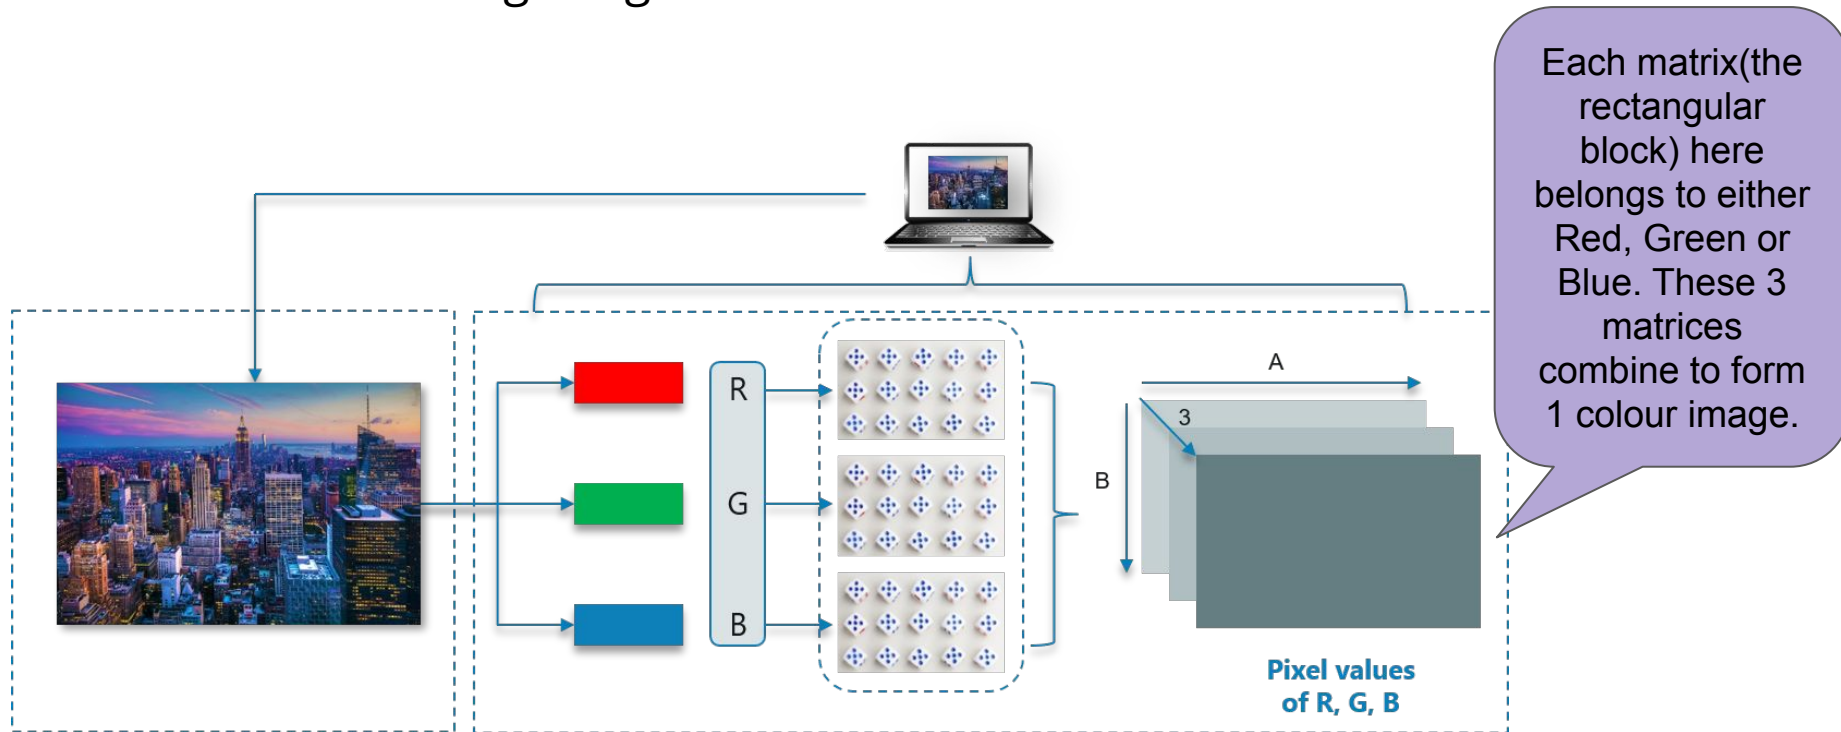 Each matrix(the
rectangular
block) here
belongs to either
Red, Green or
Blue. These 3
matrices
combine to form
1 colour image.
R
G
B
A
3
B
Pixel values
of R, G, B